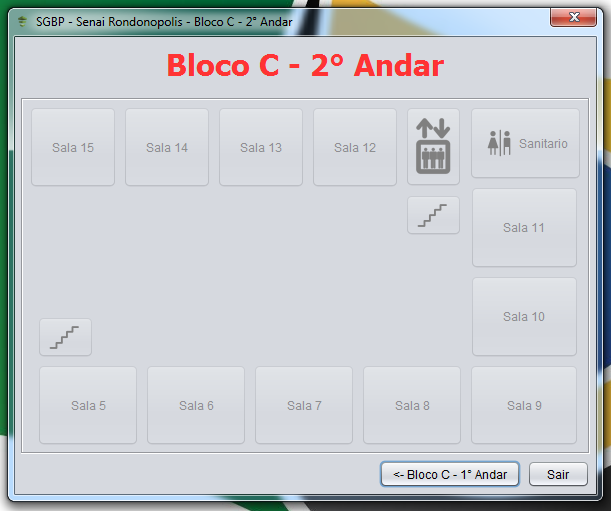 SGBP - Senai Rondonopolis - Bloco C - 2° Andar
Bloco C - 2° Andar
Sala 15
Sala 14
Sala 13
Sala 12
Sanitario
Sala 11
Sala 10
Sala 5
Sala 6
Sala 7
Sala 8
Sala 9
<- Bloco C - 1° Andar
Sair